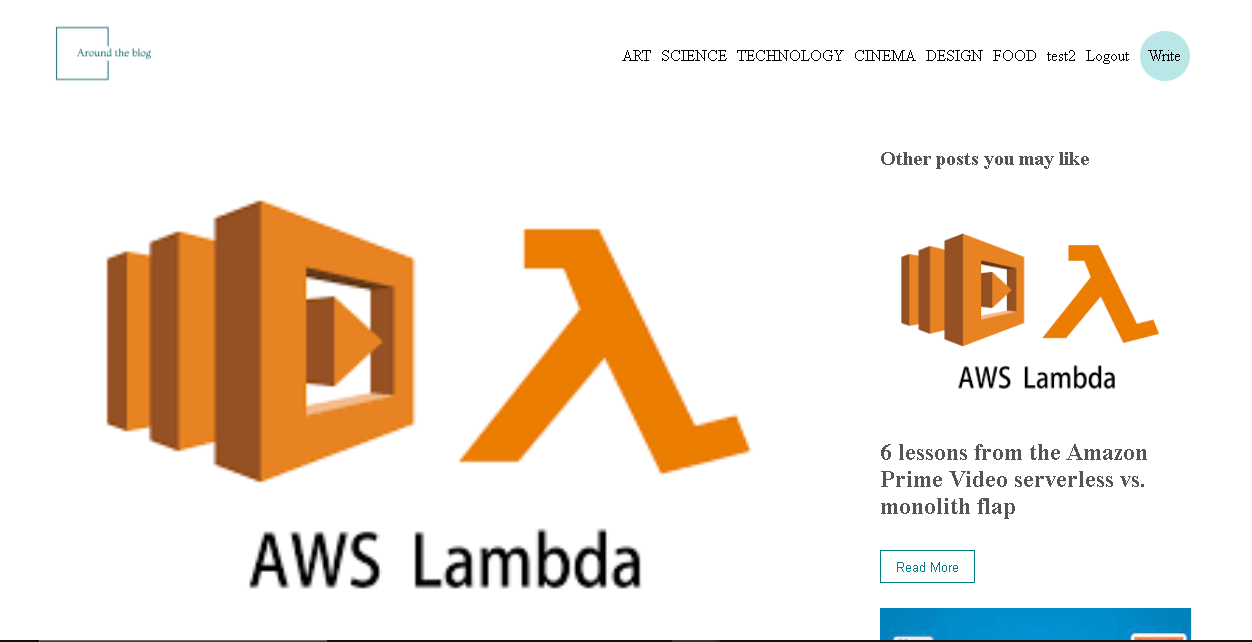 Around the blog
ART SCIENCE TECHNOLOGY CINEMA DESIGN FOOD test2 Logout Write
AWS Lambda
Other posts you may like
AWS Lambda
6 lessons from the Amazon
Prime Video serverless vs.
monolith flap
Read More